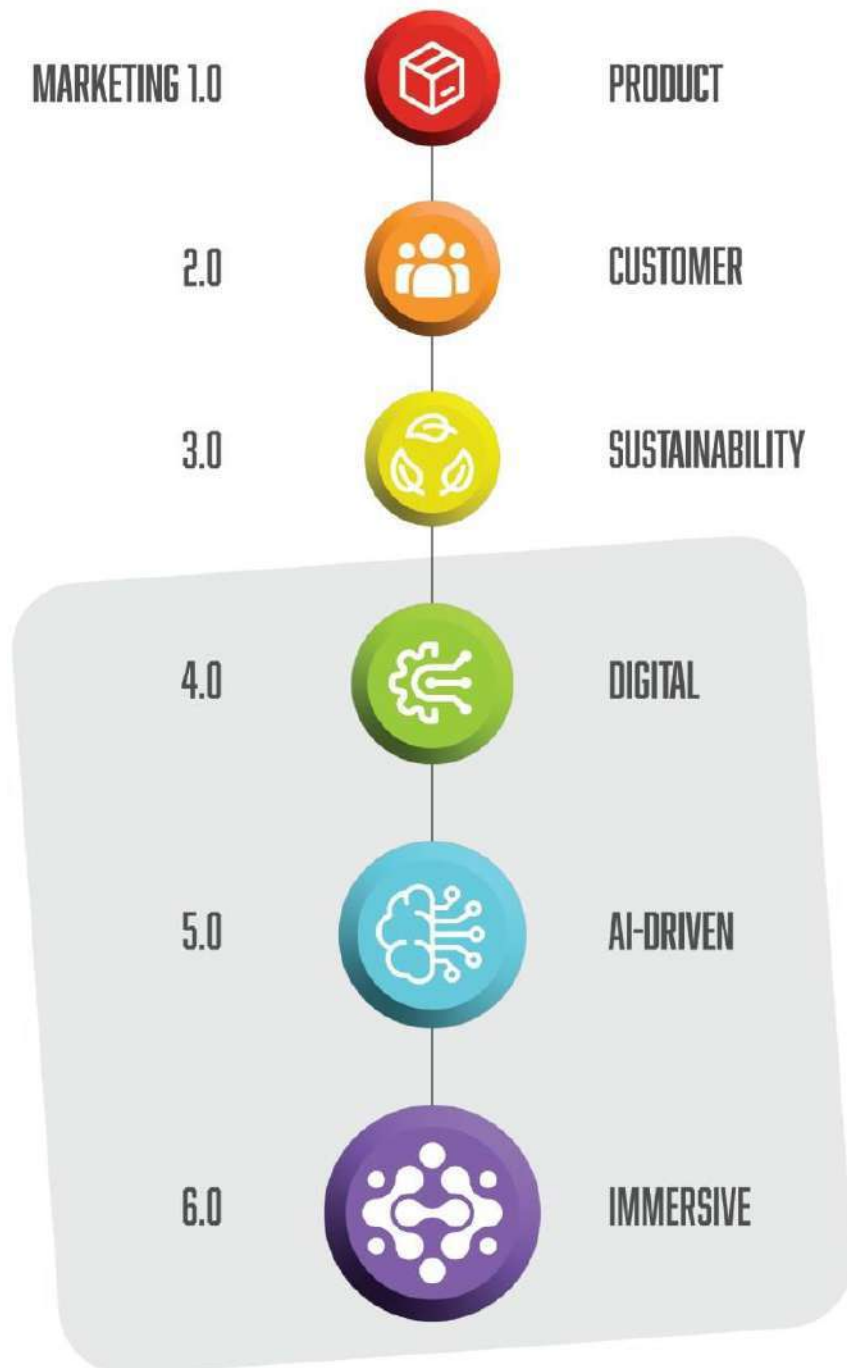 MARKETING 1.0 PRODUCT
2.0 CUSTOMER
3.0 SUSTAINABILITY
4.0 DIGITAL
5.0 AI-DRIVEN
6.0 IMMERSIVE